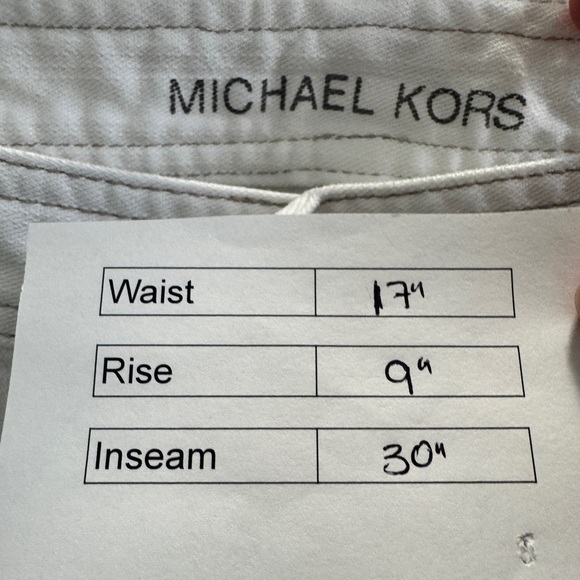 MICHAEL KORS
Waist 17"
Rise 9"
Inseam 30"